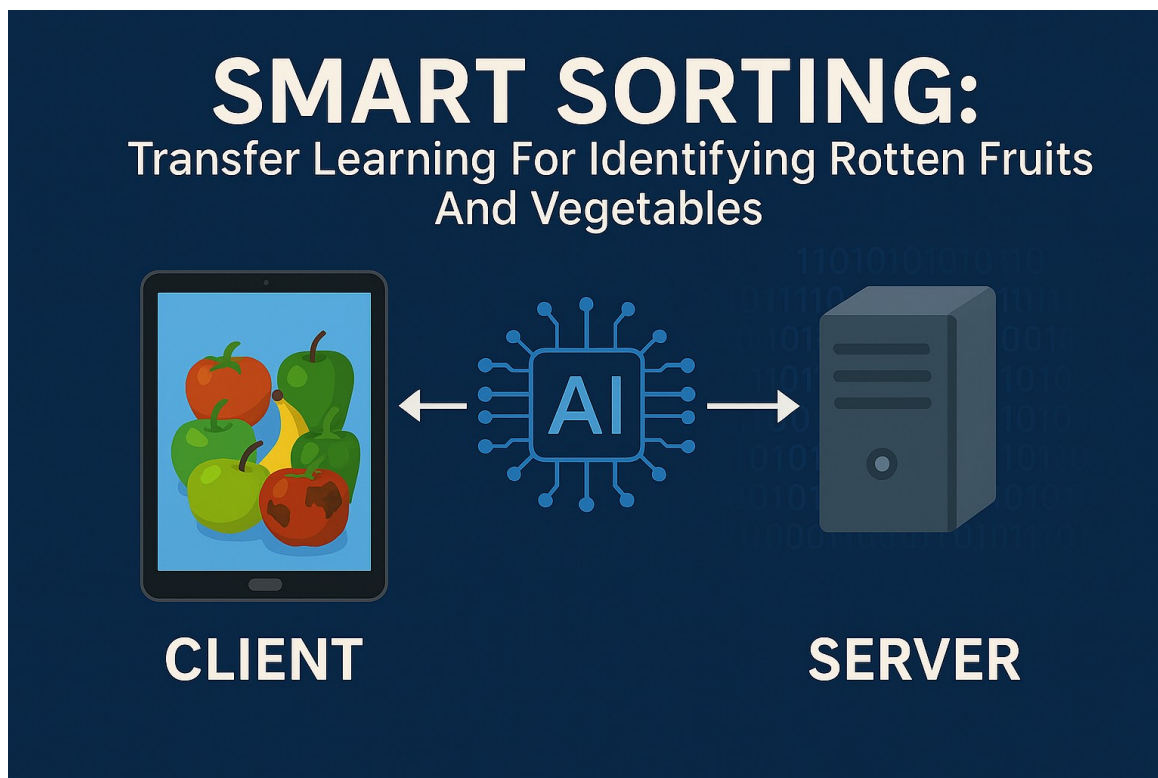 SMART SORTING:
Transfer Learning For Identifying Rotten Fruits
And Vegetables
AI
CLIENT
SERVER